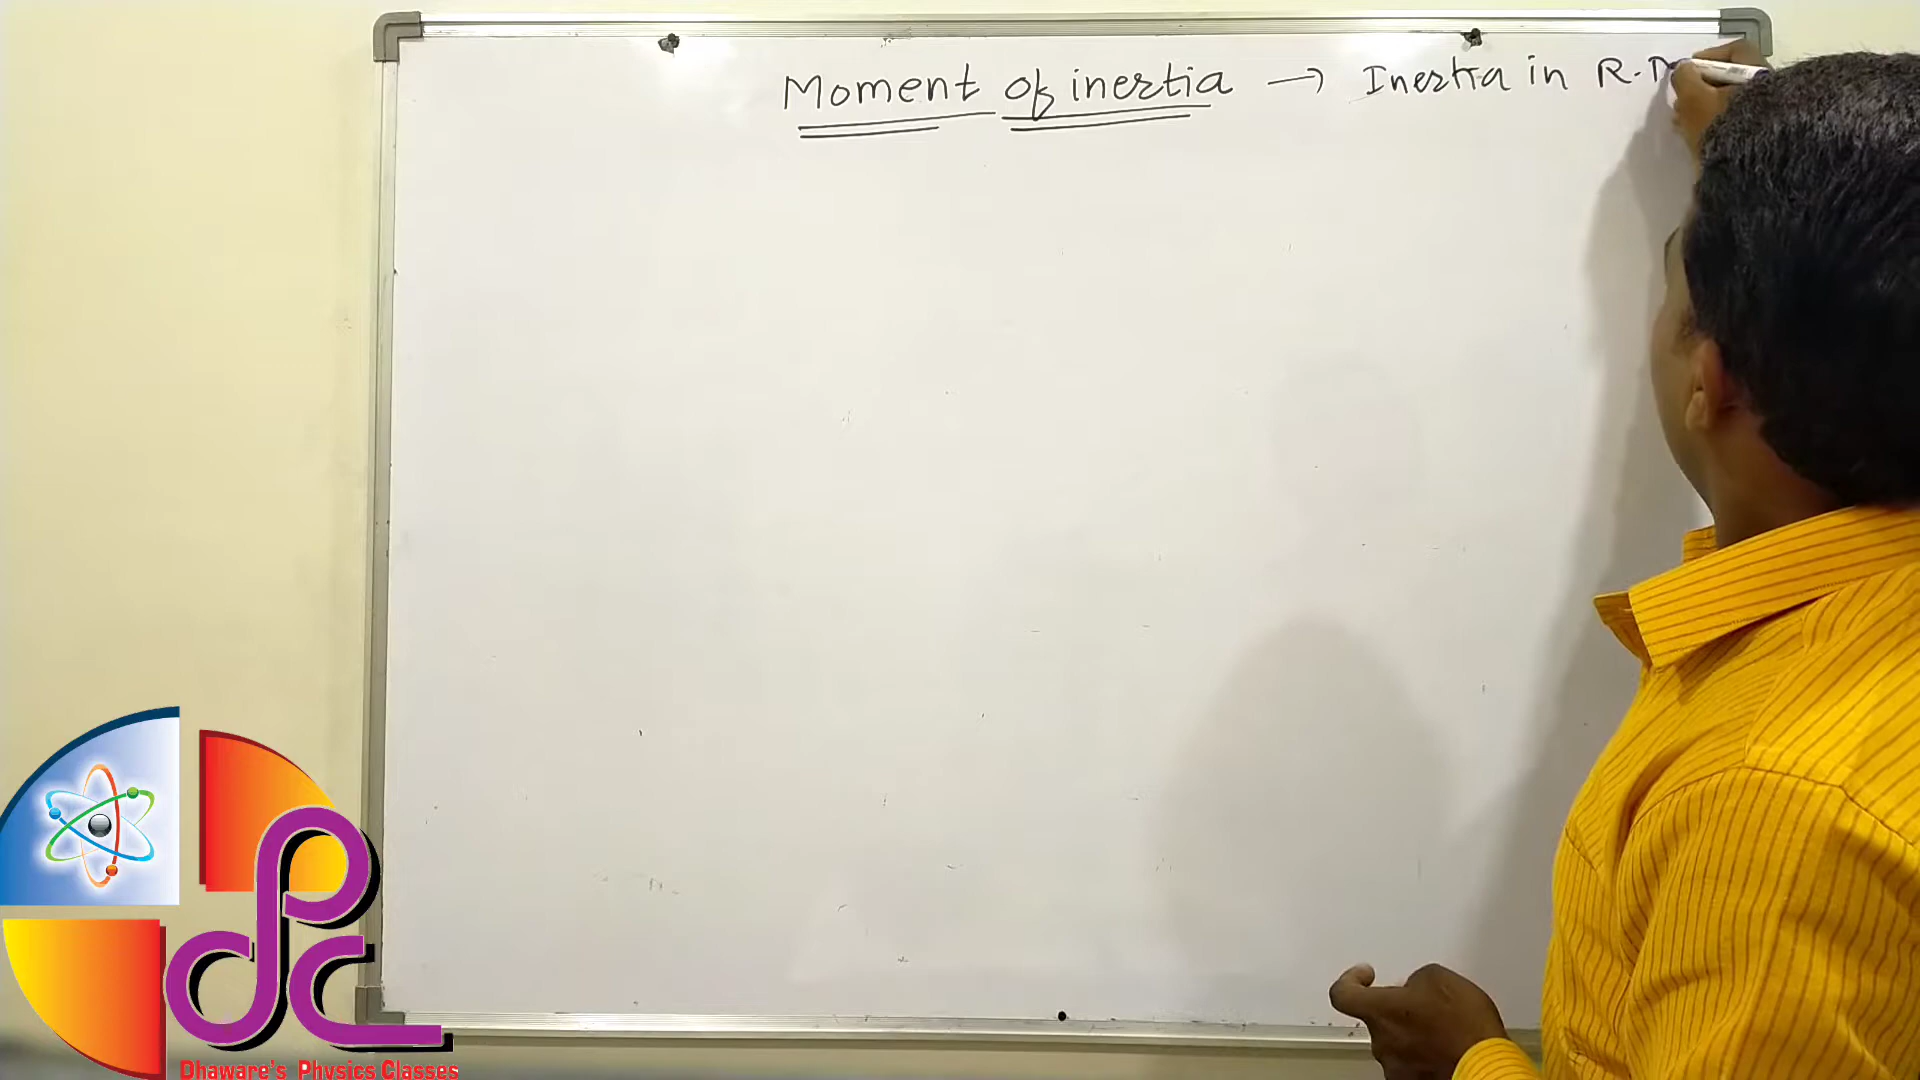 Moment of inertia → Inertia in R.
Dhaware's Physics Classes